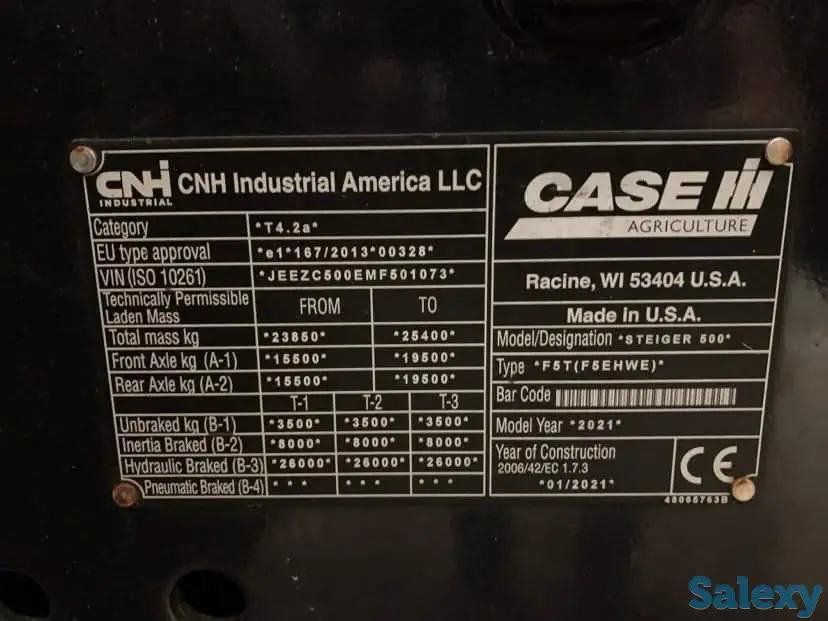 CNH INDUSTRIAL CNH Industrial America LLC
Category *T4.2a*
EU type approval *e1*167/2013*00328*
VIN (ISO 10261) *JEEZC500EMF501073*
Technically Permissible Laden Mass FROM TO
Total mass kg *23850* *25400*
Front Axle kg (A-1) *15500* *19500*
Rear Axle kg (A-2) *15500* *19500*
T-1 T-2 T-3
Unbraked kg (B-1) *3500* *3500* *3500*
Inertia Braked (B-2) *8000* *8000* *8000*
Hydraulic Braked (B-3) *26000* *26000* *26000*
Pneumatic Braked (B-4) *** *** ***
CASE IH
AGRICULTURE
Racine, WI 53404 U.S.A.
Made in U.S.A.
Model/Designation *STEIGER 500*
Type *F5T(F5EHWE)*
Bar Code
Model Year *2021*
Year of Construction
2006/42/EC 1.7.3
*01/2021*
CE
48065763B
Salexy